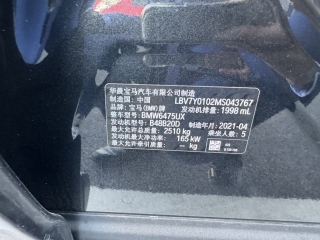 华晨宝马汽车有限公司制造
制造国: 中国 LBV7Y0102MS043767
品牌: 宝马(BMW)牌 发动机排量: 1998 mL
整车型号: BMW6475UX
发动机型号: B48B20D 制造年月: 2021-04
最大允许总质量: 2510 kg 乘坐人数: 5
发动机最大净功率: 165 kW
最大允许牵引质量: – kg